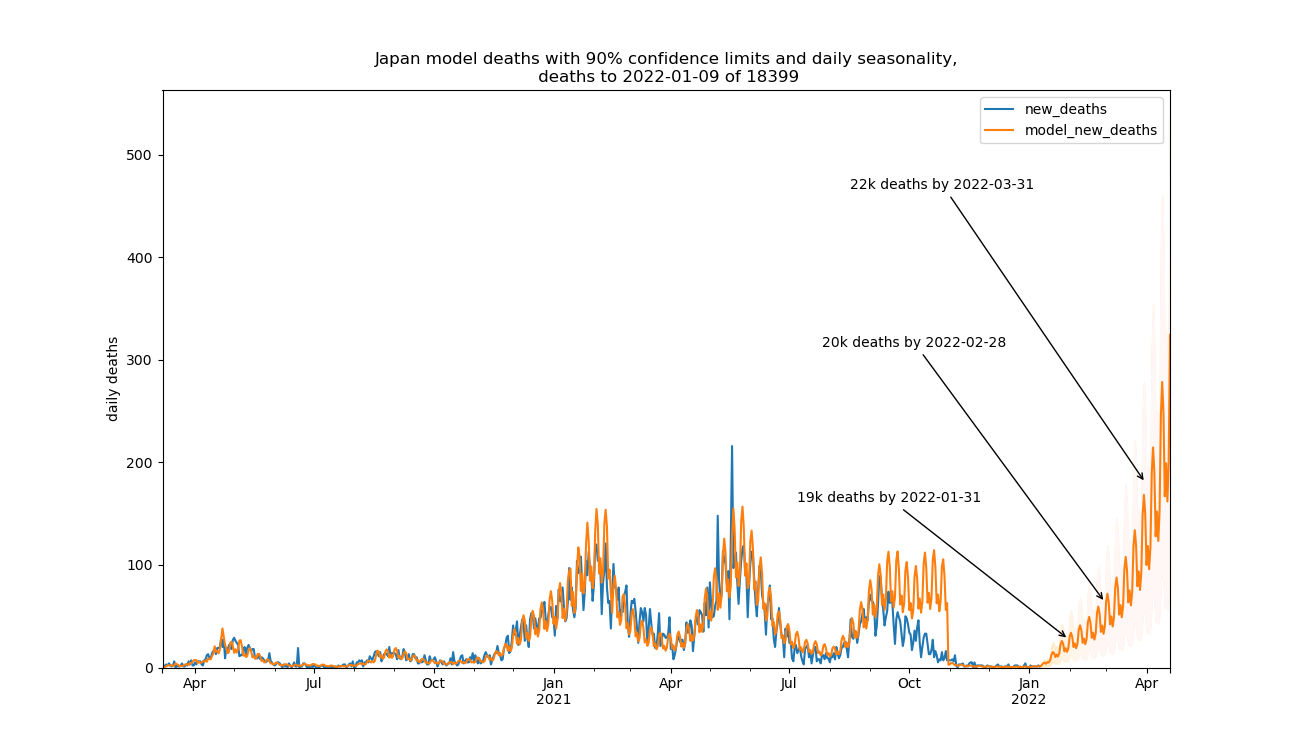 Japan model deaths with 90% confidence limits and daily seasonality,
deaths to 2022-01-09 of 18399
new_deaths
model_new_deaths
22k deaths by 2022-03-31
20k deaths by 2022-02-28
19k deaths by 2022-01-31
daily deaths
500
400
300
200
100
0
Apr Jul Oct Jan Apr Jul Oct Jan Apr
2021 2022